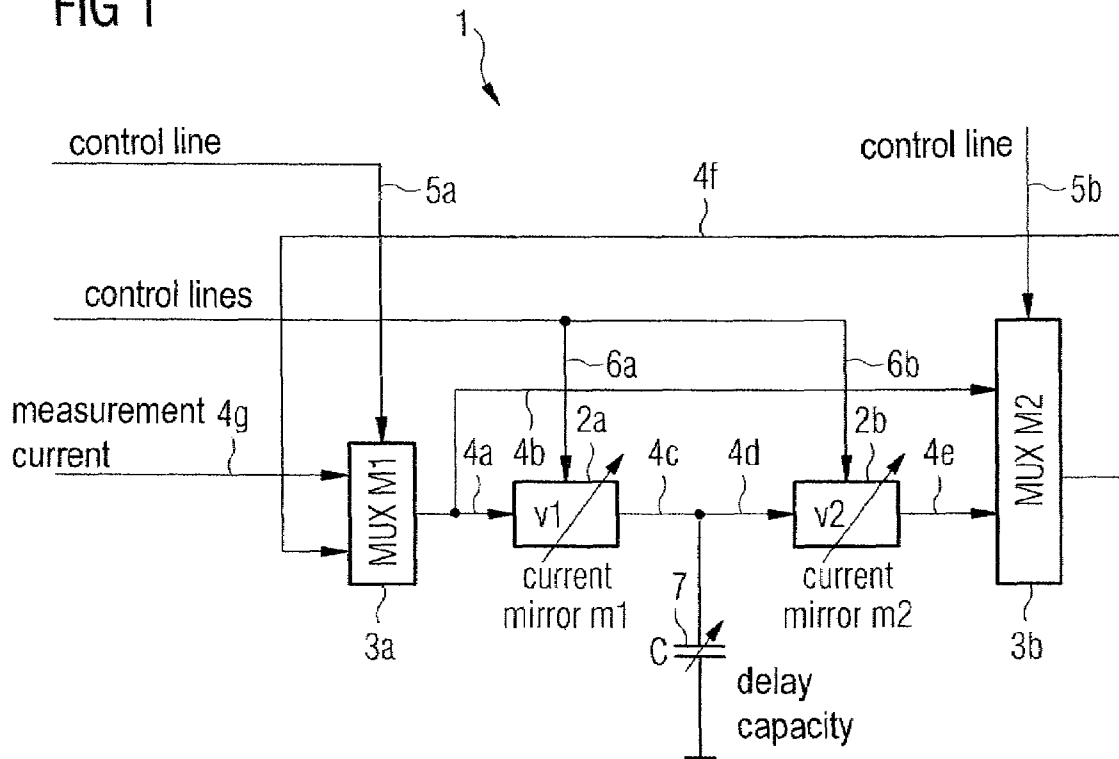 FIG 1
1
control line
control line
5a
4f
5b
control lines
6a
6b
measurement 4g
current
MUX M1
4a
4b
2a
4c
4d
2b
4e
MUX M2
v1
v2
current
mirror m1
current
mirror m2
3a
7
C
3b
delay
capacity